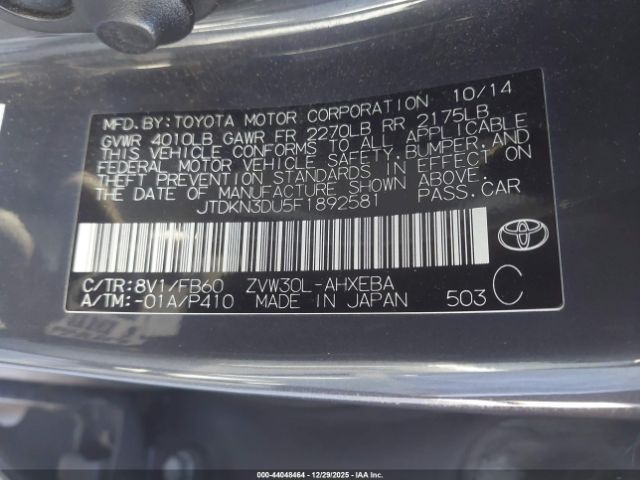 MFD.BY:TOYOTA MOTOR CORPORATION 10/14
GVWR 4010LB GAWR FR 2270LB RR 2175LB
THIS VEHICLE CONFORMS TO ALL APPLICABLE
FEDERAL MOTOR VEHICLE SAFETY,BUMPER,AND
THEFT PREVENTION STANDARDS IN EFFECT ON
THE DATE OF MANUFACTURE SHOWN ABOVE.
JTDKN3DU5F1892581 PASS.CAR
C/TR:8V1/FB60 ZVW30L-AHXEBA
A/TM:-01A/P410 MADE IN JAPAN 503 C
© IAA - 44048464 - 12/29/2025 - IAAI.COM